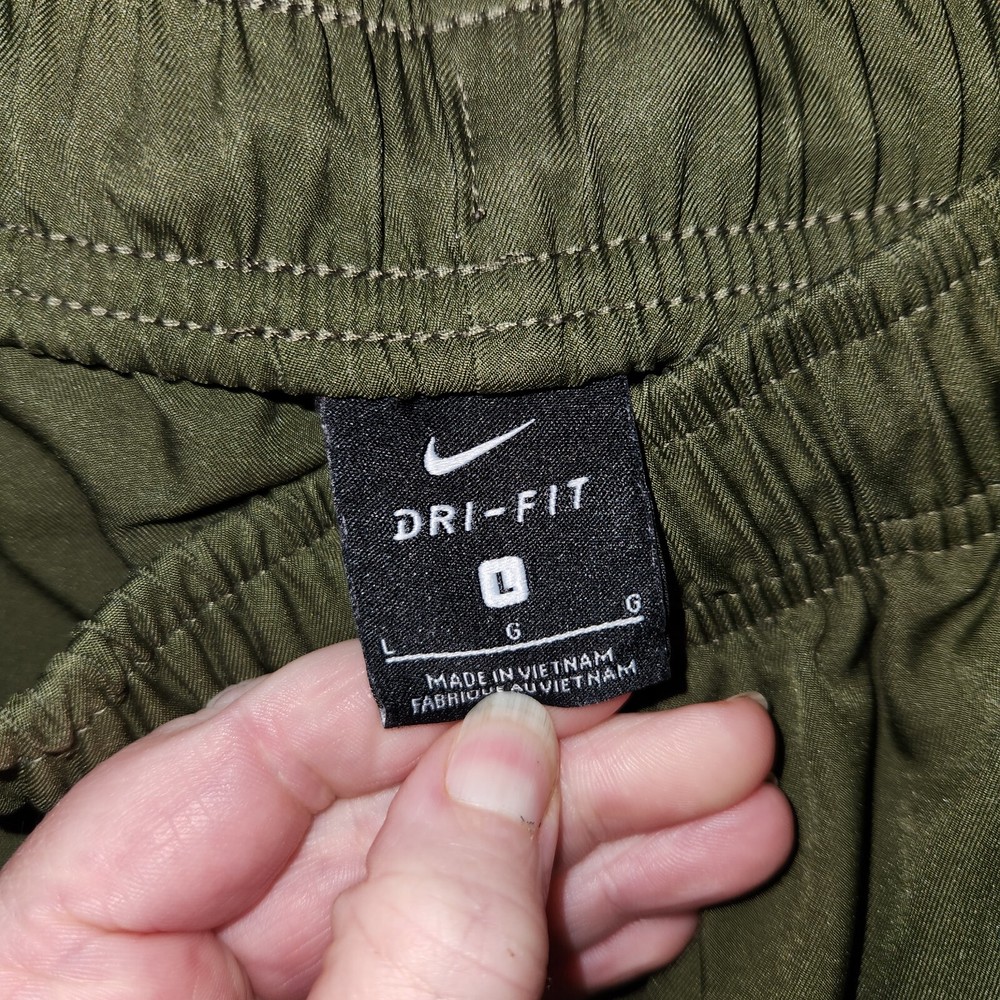 DRI-FIT
L
L G G
MADE IN VIETNAM
FABRIQUE AU VIETNAM